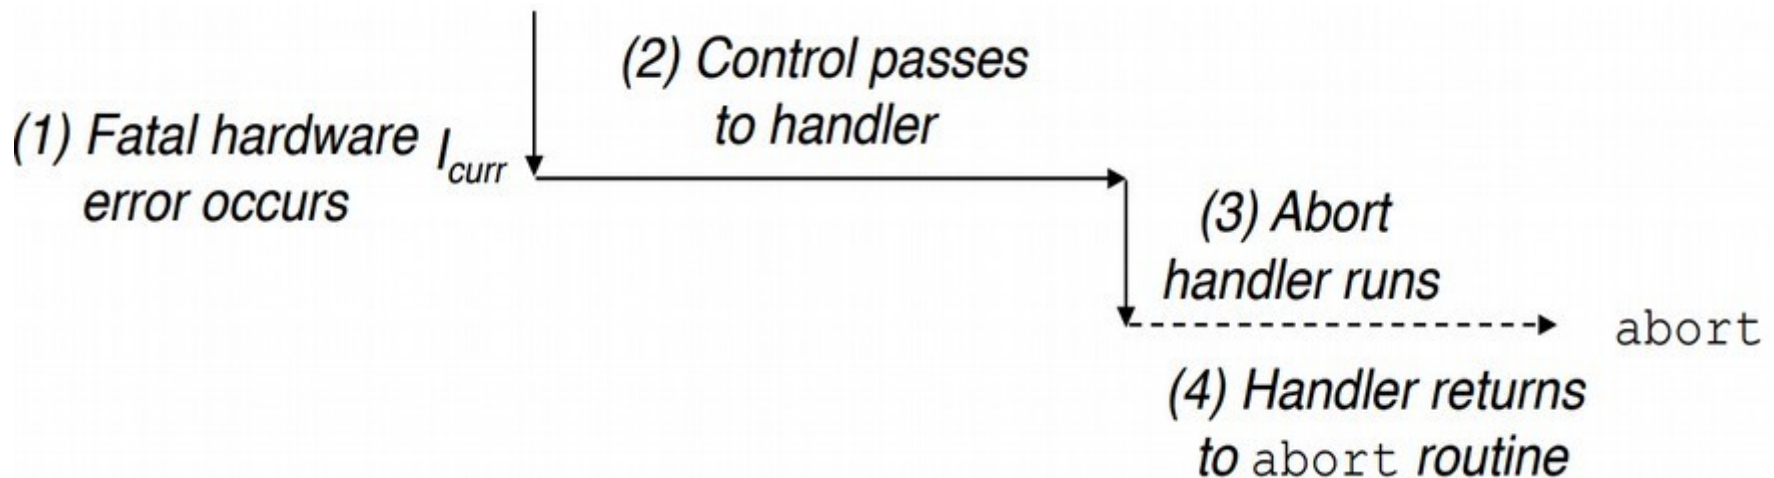 (1) Fatal hardware
error occurs
I_curr
(2) Control passes
to handler
(3) Abort
handler runs
abort
(4) Handler returns
to abort routine